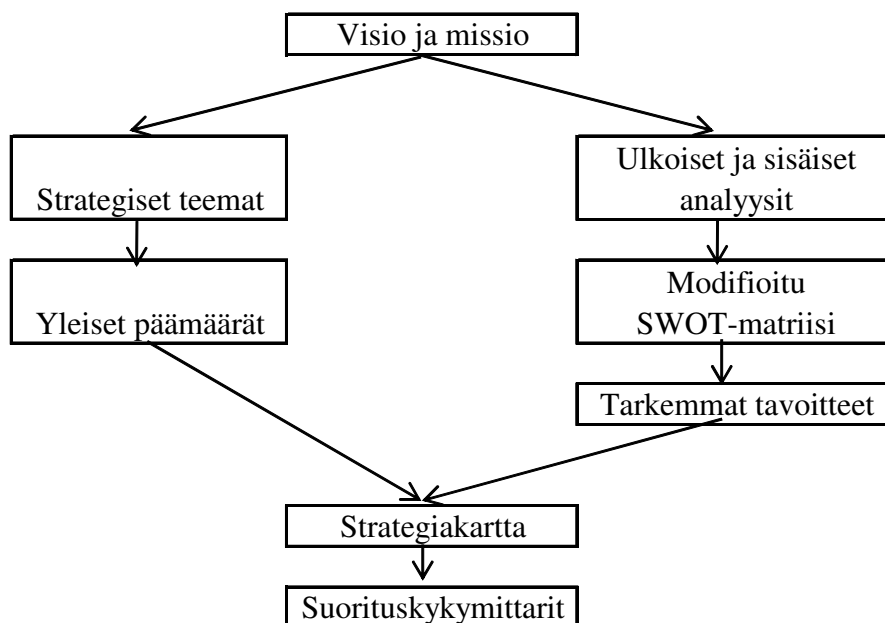 Visio ja missio
Strategiset teemat
Ulkoiset ja sisäiset
analyysit
Yleiset päämäärät
Modifioitu
SWOT-matriisi
Tarkemmat tavoitteet
Strategiakartta
Suorituskykymittarit